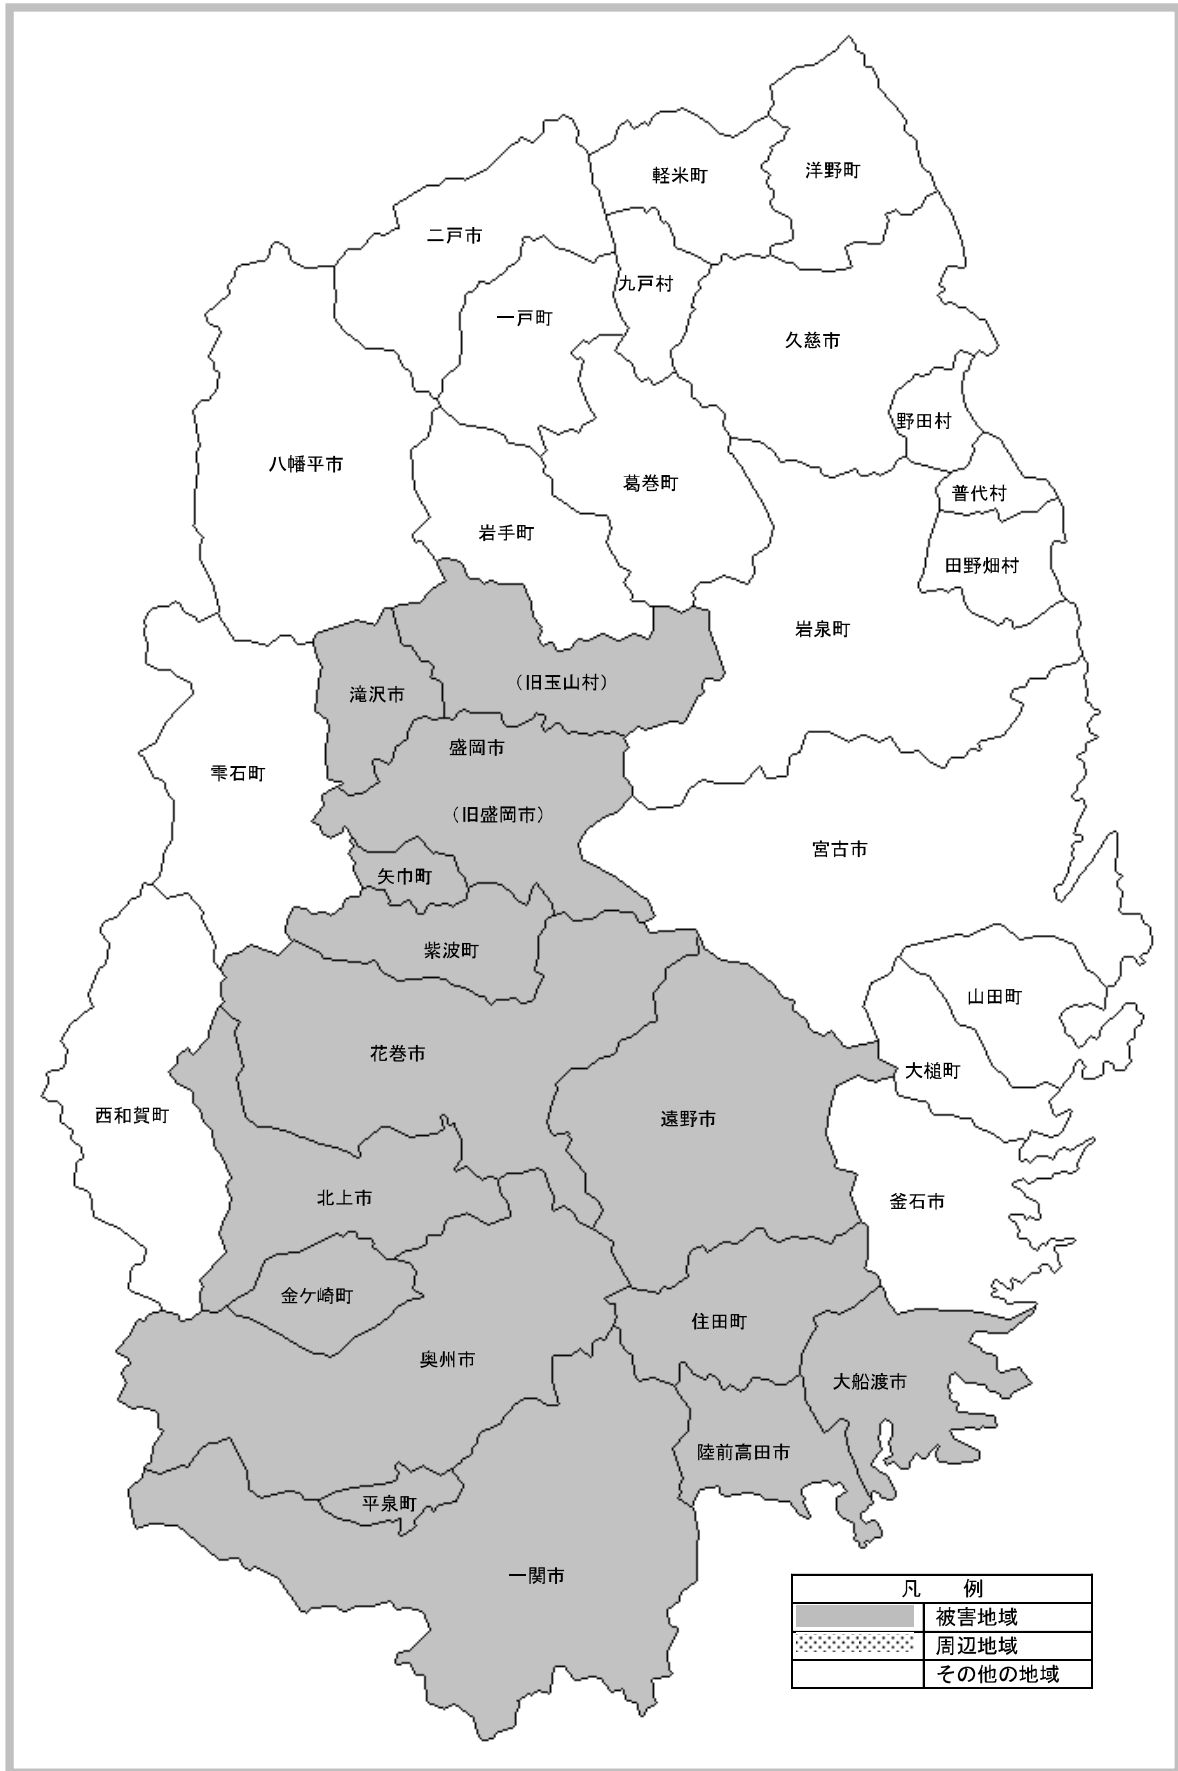 洋野町
軽米町
二戸市
九戸村
一戸町
久慈市
野田村
八幡平市
葛巻町
普代村
岩手町
田野畑村
岩泉町
(旧玉山村)
滝沢市
盛岡市
雫石町
(旧盛岡市)
宮古市
矢巾町
紫波町
山田町
花巻市
大槌町
西和賀町
遠野市
北上市
釜石市
金ケ崎町
住田町
奥州市
大船渡市
陸前高田市
平泉町
一関市
凡 例
被害地域
周辺地域
その他の地域